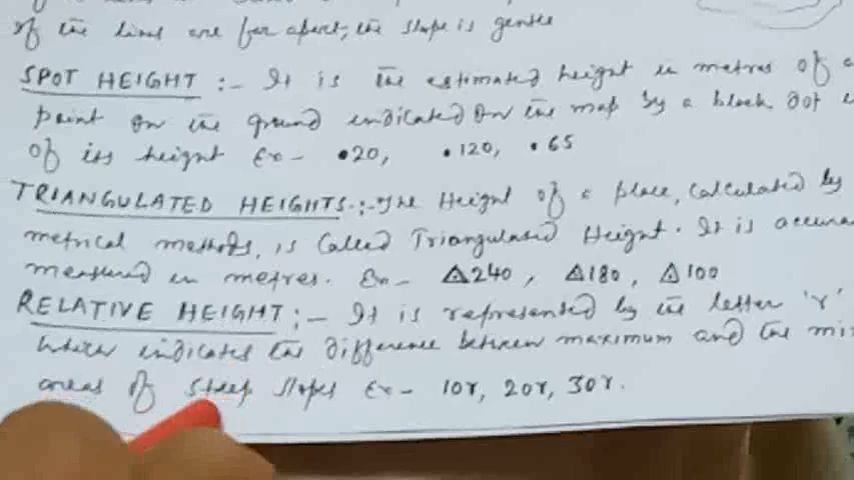 of the lines are far apart, the slope is gentle
SPOT HEIGHT :- It is the estimated height in metres of a
point on the ground indicated on the map by a black dot
of its height Ex- .20, .120, .65
TRIANGULATED HEIGHTS :- The Height of a place, calculated by
metrical methods, is called Triangulated Height. It is
measured in metres. Ex- △240, △180, △100
RELATIVE HEIGHT :- It is represented by the letter 'r'
which indicates the difference between maximum and the
areas of steep slopes Ex- 10r, 20r, 30r.